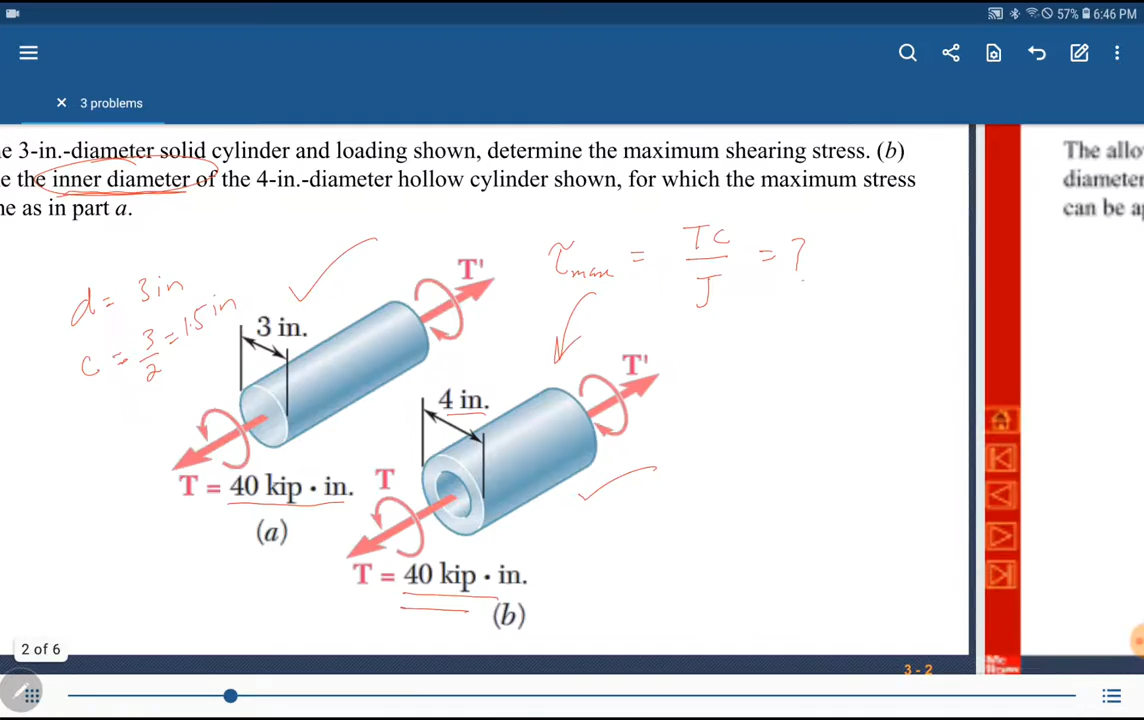 57% 6:46 PM
3 problems
e 3-in.-diameter solid cylinder and loading shown, determine the maximum shearing stress. (b)
e the inner diameter of the 4-in.-diameter hollow cylinder shown, for which the maximum stress
ne as in part a.
The allo
diameter
can be a
τmax = Tc/J = ?
d = 3in
c = 3/2 = 1.5 in
T'
3 in.
T'
4 in.
T = 40 kip · in.
T
(a)
T = 40 kip · in.
(b)
2 of 6
3 - 2